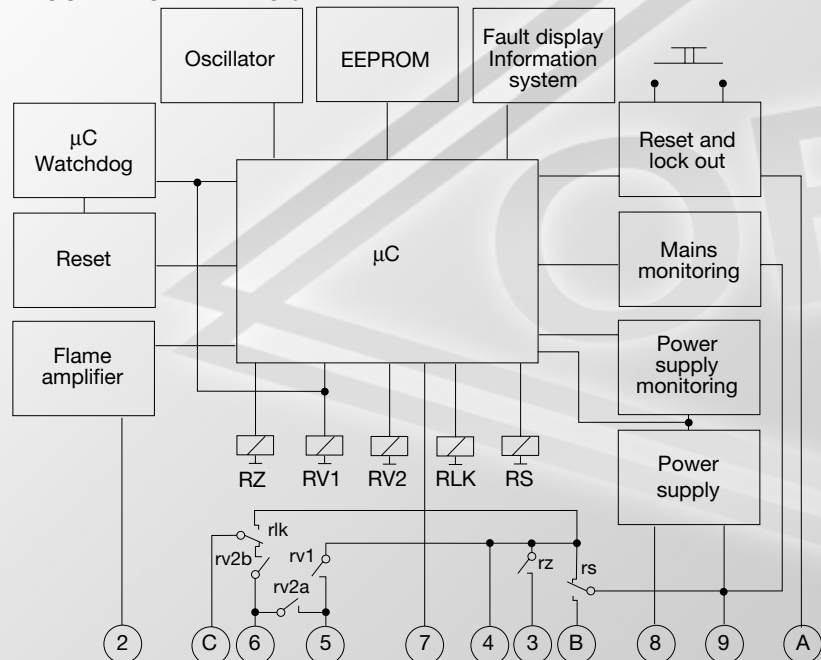 Oscillator
EEPROM
Fault display
Information
system
µC
Watchdog
Reset and
lock out
Reset
µC
Mains
monitoring
Flame
amplifier
Power
supply
monitoring
RZ
RV1
RV2
RLK
RS
Power
supply
rlk
rv2b
rv1
rz
rs
rv2a
2
C
6
5
7
4
3
B
8
9
A